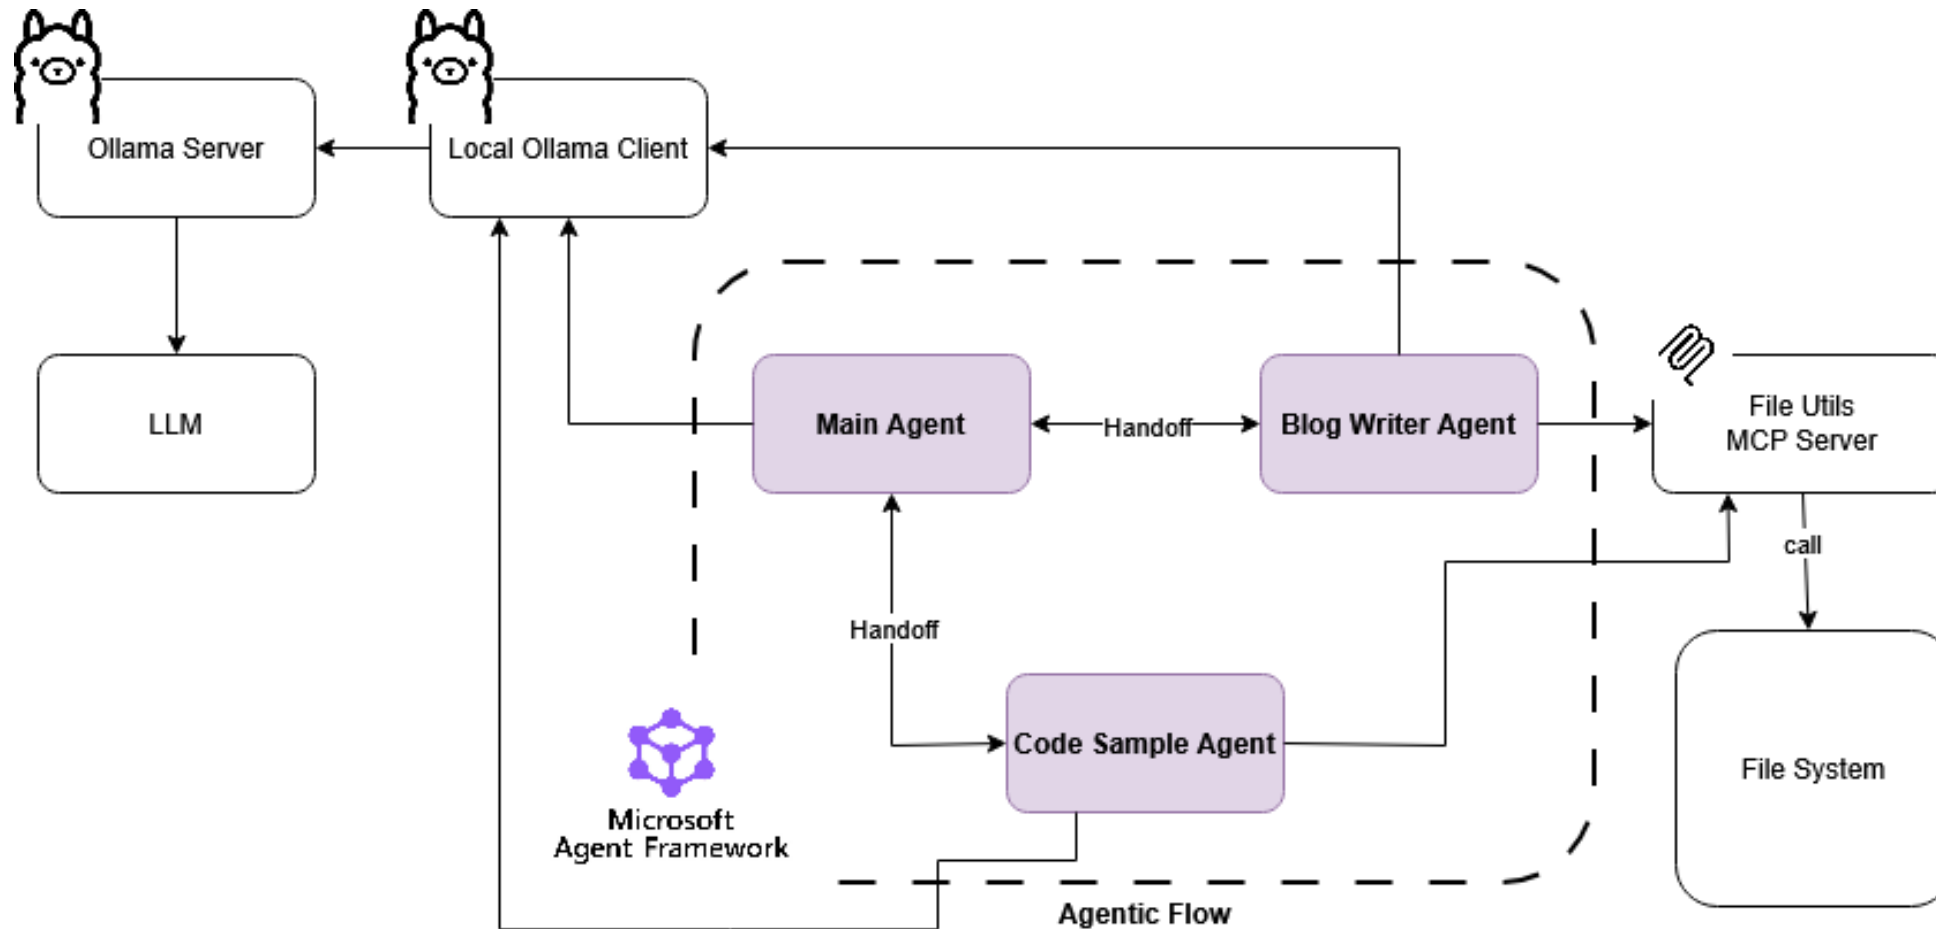 Ollama Server
Local Ollama Client
LLM
Main Agent
Handoff
Blog Writer Agent
File Utils
MCP Server
call
Handoff
Code Sample Agent
File System
Microsoft
Agent Framework
Agentic Flow